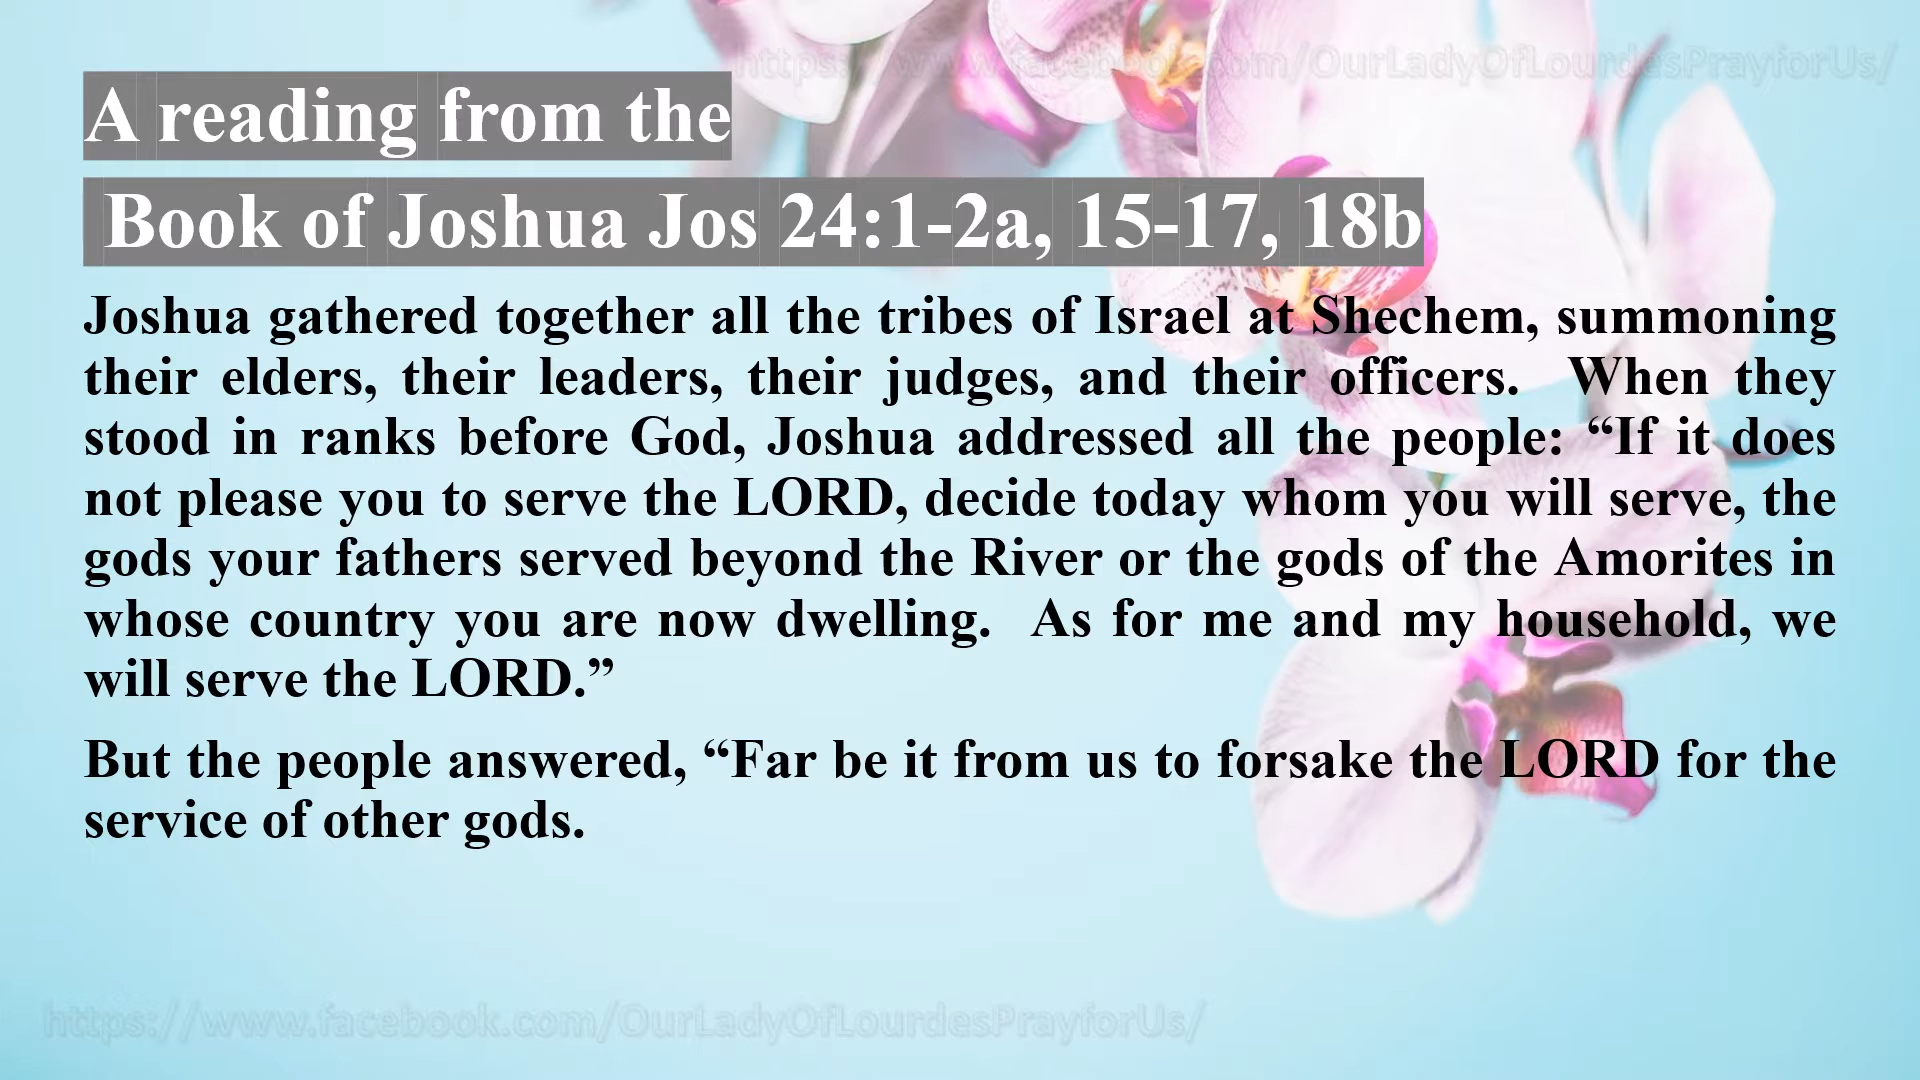 https://www.facebook.com/OurLadyOfLourdesPrayforUs/
A reading from the
Book of Joshua Jos 24:1-2a, 15-17, 18b
Joshua gathered together all the tribes of Israel at Shechem, summoning
their elders, their leaders, their judges, and their officers. When they
stood in ranks before God, Joshua addressed all the people: “If it does
not please you to serve the LORD, decide today whom you will serve, the
gods your fathers served beyond the River or the gods of the Amorites in
whose country you are now dwelling. As for me and my household, we
will serve the LORD.”
But the people answered, “Far be it from us to forsake the LORD for the
service of other gods.
https://www.facebook.com/OurLadyOfLourdesPrayforUs/